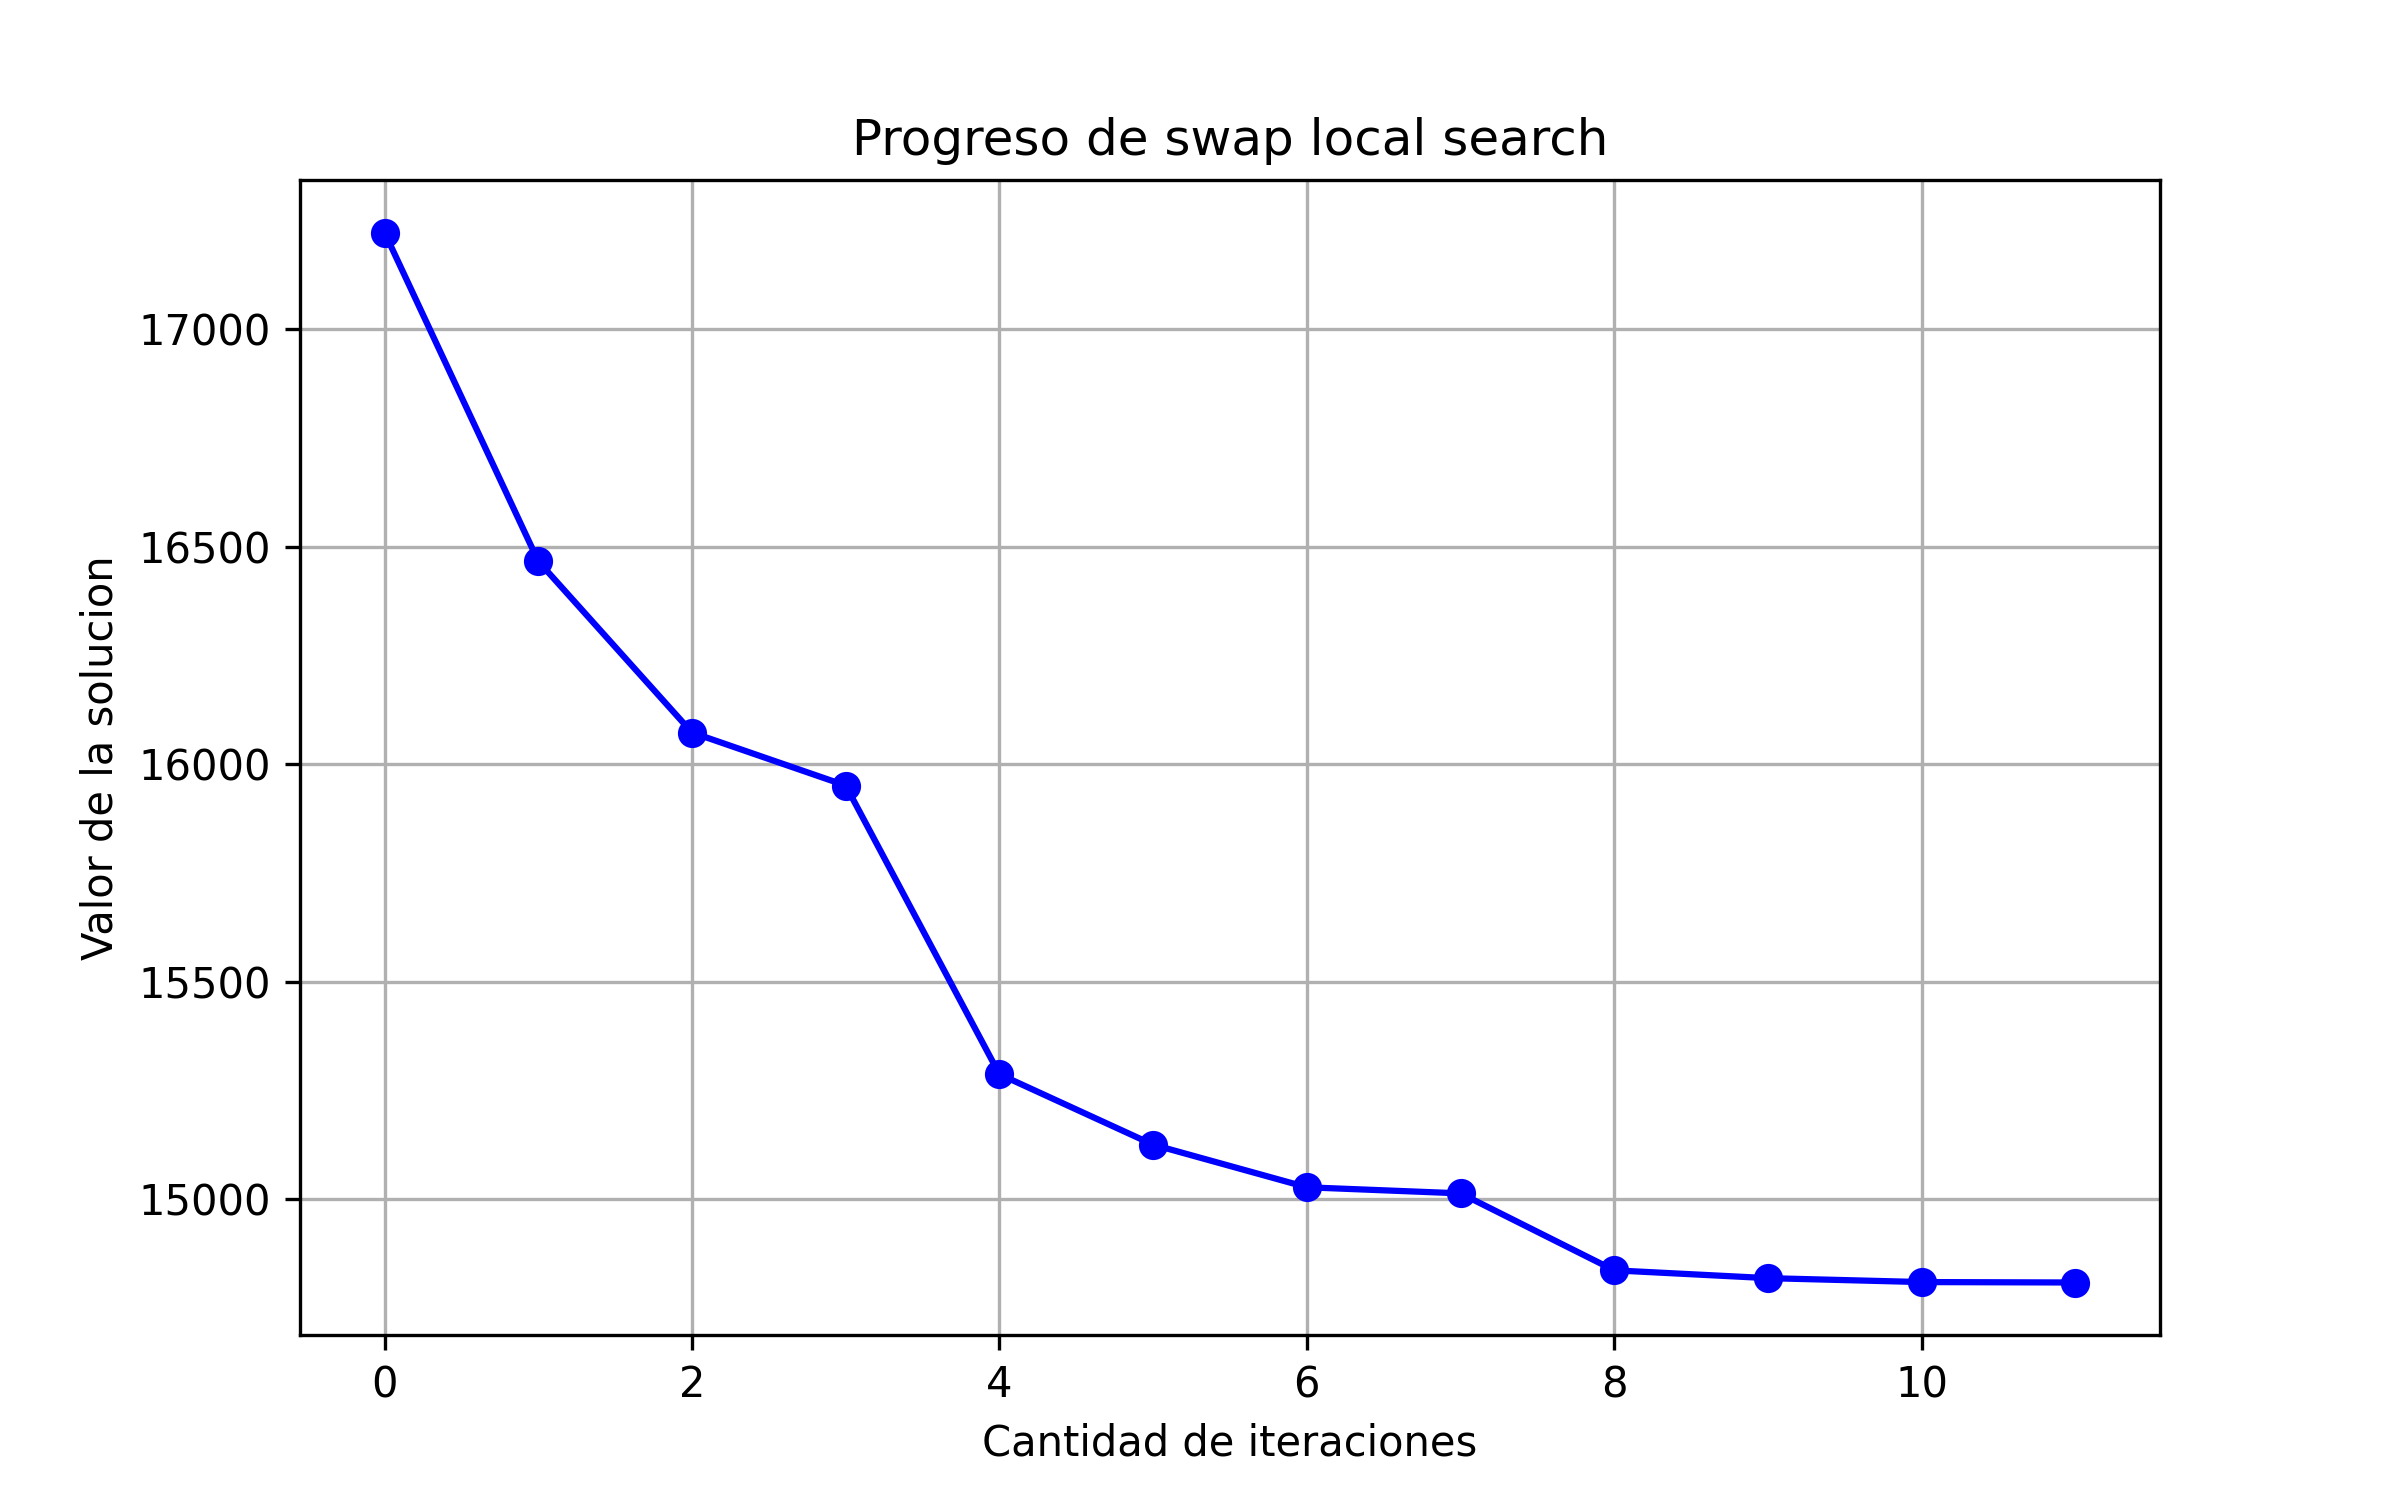 Progreso de swap local search
Valor de la solucion
17000
16500
16000
15500
15000
0 2 4 6 8 10
Cantidad de iteraciones